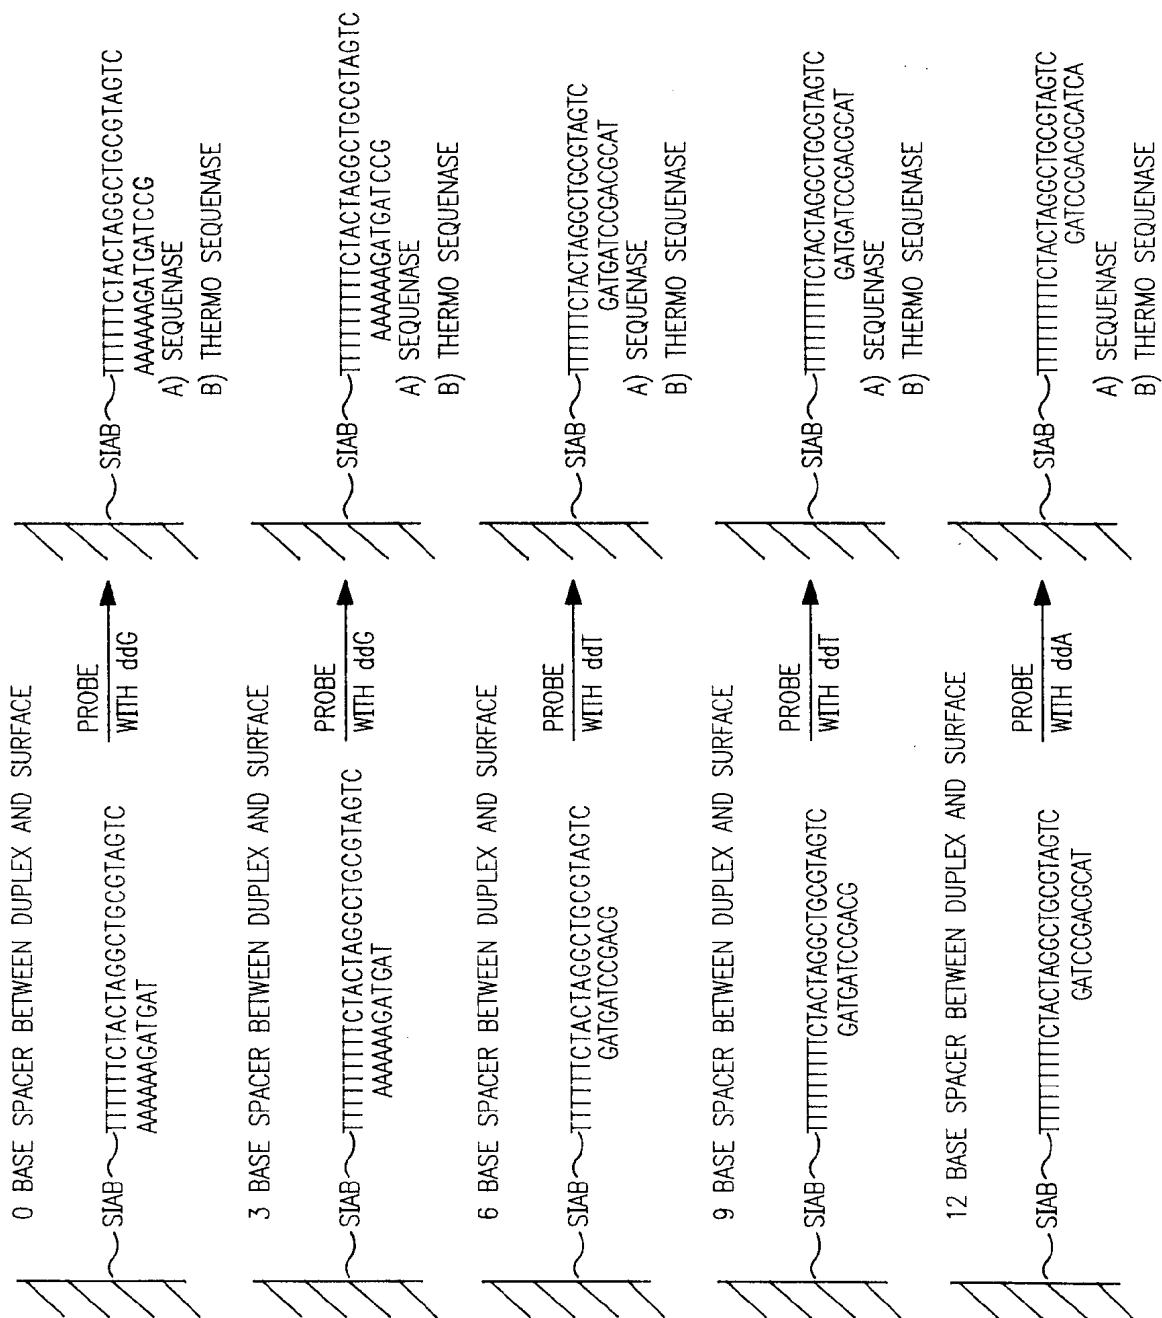 0 BASE SPACER BETWEEN DUPLEX AND SURFACE
SIAB TTTTTTCTACTAGGCTGCGTAGTC
AAAAAGATGAT
PROBE
WITH ddG
SIAB TTTTTTCTACTAGGCTGCGTAGTC
AAAAAGATGATCCG
A) SEQUENASE
B) THERMO SEQUENASE
3 BASE SPACER BETWEEN DUPLEX AND SURFACE
SIAB TTTTTTTTTCTACTAGGCTGCGTAGTC
AAAAAGATGAT
PROBE
WITH ddG
SIAB TTTTTTTTTCTACTAGGCTGCGTAGTC
AAAAAGATGATCCG
A) SEQUENASE
B) THERMO SEQUENASE
6 BASE SPACER BETWEEN DUPLEX AND SURFACE
SIAB TTTTTTCTACTAGGCTGCGTAGTC
GATGATCCGACG
PROBE
WITH ddT
SIAB TTTTTTCTACTAGGCTGCGTAGTC
GATGATCCGACGCAT
A) SEQUENASE
B) THERMO SEQUENASE
9 BASE SPACER BETWEEN DUPLEX AND SURFACE
SIAB TTTTTTTTTCTACTAGGCTGCGTAGTC
GATGATCCGACG
PROBE
WITH ddT
SIAB TTTTTTTTTCTACTAGGCTGCGTAGTC
GATGATCCGACGCAT
A) SEQUENASE
B) THERMO SEQUENASE
12 BASE SPACER BETWEEN DUPLEX AND SURFACE
SIAB TTTTTTTTTCTACTAGGCTGCGTAGTC
GATCCGACGCAT
PROBE
WITH ddA
SIAB TTTTTTTTTCTACTAGGCTGCGTAGTC
GATCCGACGCATCA
A) SEQUENASE
B) THERMO SEQUENASE